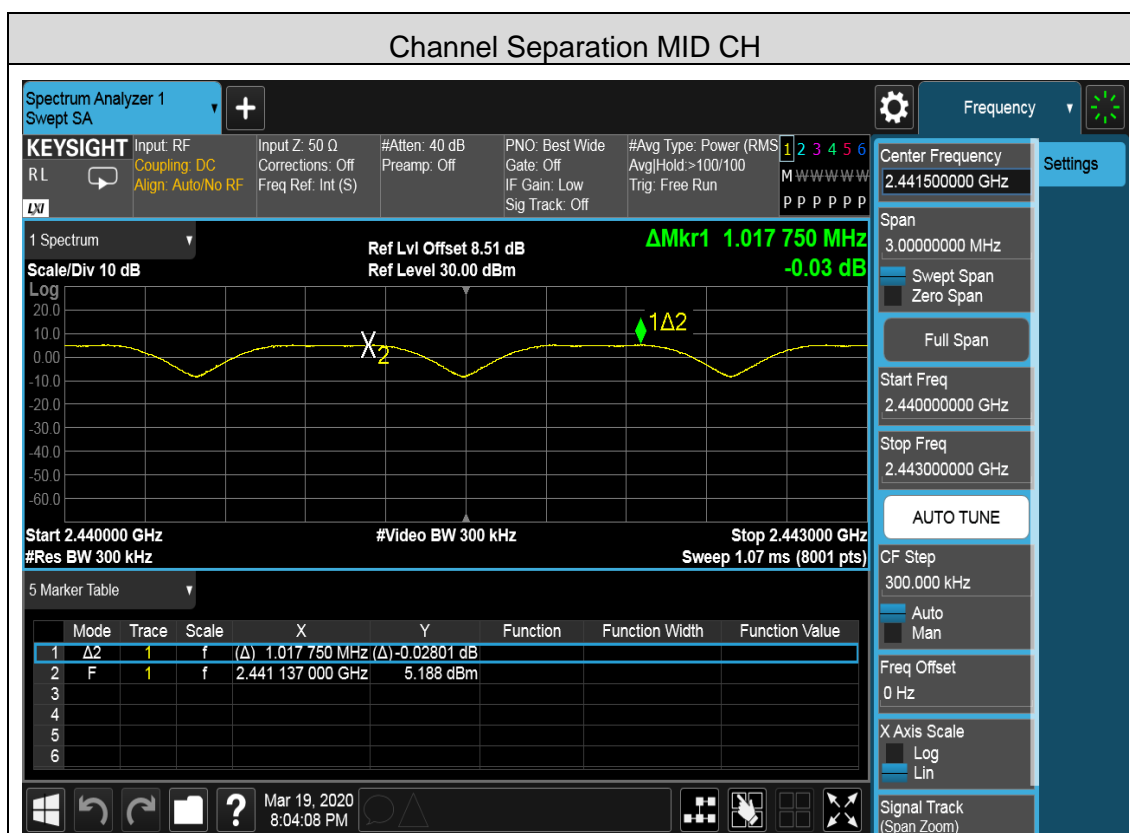 Channel Separation MID CH
Spectrum Analyzer 1
Swept SA
Frequency
KEYSIGHT
RL
LXI
Input: RF
Coupling: DC
Align: Auto/No RF
Input Z: 50 Ω
Corrections: Off
Freq Ref: Int (S)
#Atten: 40 dB
Preamp: Off
PNO: Best Wide
Gate: Off
IF Gain: Low
Sig Track: Off
#Avg Type: Power (RMS
Avg|Hold:>100/100
Trig: Free Run
1 2 3 4 5 6
M W W W W W
P P P P P P
Center Frequency
2.441500000 GHz
Settings
Span
3.00000000 MHz
Swept Span
Zero Span
Full Span
Start Freq
2.440000000 GHz
Stop Freq
2.443000000 GHz
AUTO TUNE
CF Step
300.000 kHz
Auto
Man
Freq Offset
0 Hz
X Axis Scale
Log
Lin
Signal Track
(Span Zoom)
1 Spectrum
Scale/Div 10 dB
Ref Lvl Offset 8.51 dB
Ref Level 30.00 dBm
ΔMkr1 1.017 750 MHz
-0.03 dB
Log
20.0
10.0
0.00
-10.0
-20.0
-30.0
-40.0
-50.0
-60.0
1Δ2
X2
Start 2.440000 GHz
#Video BW 300 kHz
Stop 2.443000 GHz
#Res BW 300 kHz
Sweep 1.07 ms (8001 pts)
5 Marker Table
Mode Trace Scale X Y Function Function Width Function Value
1 Δ2 1 f (Δ) 1.017 750 MHz (Δ)-0.02801 dB
2 F 1 f 2.441 137 000 GHz 5.188 dBm
3
4
5
6
?
Mar 19, 2020
8:04:08 PM